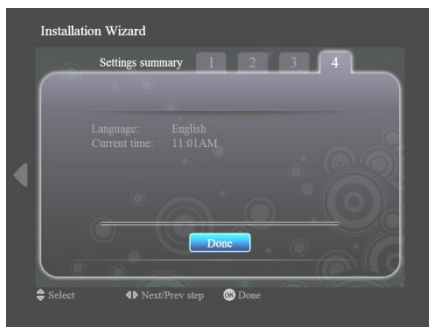 Installation Wizard
Settings summary 1 2 3 4
Language: English
Current time: 11:01AM
Done
Select Next/Prev step OK Done